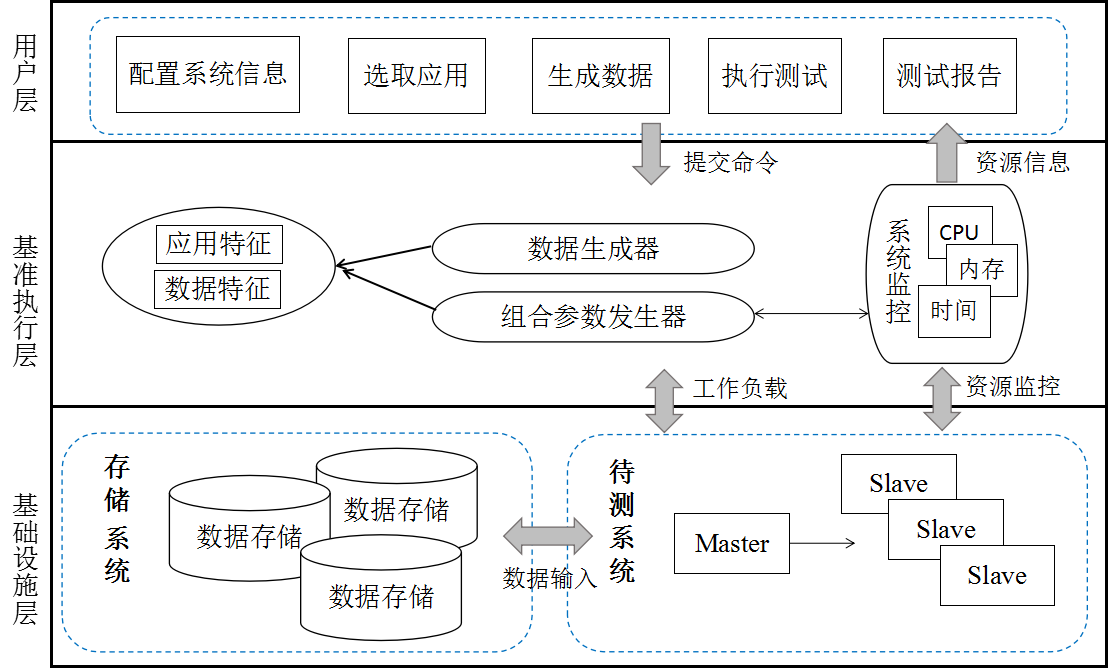 用户层
配置系统信息
选取应用
生成数据
执行测试
测试报告
提交命令
资源信息
基准执行层
应用特征
数据特征
数据生成器
组合参数发生器
系统监控
CPU
内存
时间
工作负载
资源监控
基础设施层
存储系统
数据存储
数据存储
数据存储
数据输入
待测系统
Master
Slave
Slave
Slave